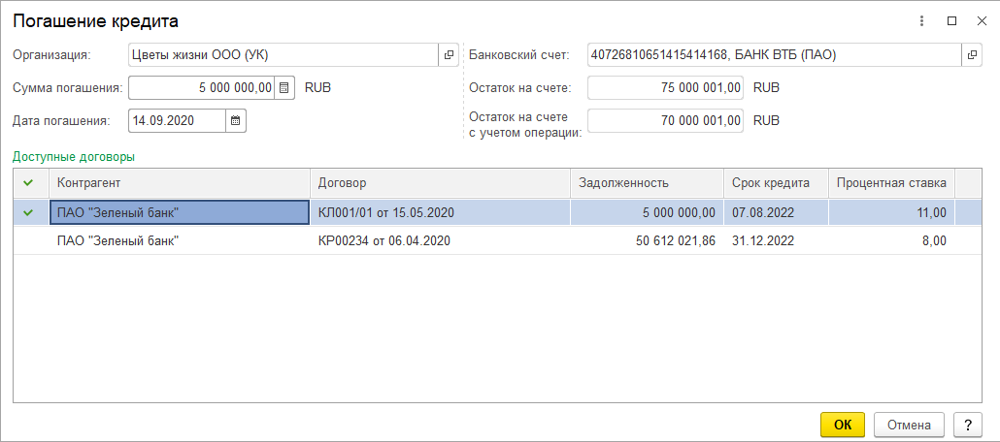 Погашение кредита
Организация: Цветы жизни ООО (УК) Банковский счет: 40726810651415414168, БАНК ВТБ (ПАО)
Сумма погашения: 5 000 000,00 RUB Остаток на счете: 75 000 001,00 RUB
Дата погашения: 14.09.2020 Остаток на счете
с учетом операции: 70 000 001,00 RUB
Доступные договоры
Контрагент Договор Задолженность Срок кредита Процентная ставка
ПАО "Зеленый банк" КЛ001/01 от 15.05.2020 5 000 000,00 07.08.2022 11,00
ПАО "Зеленый банк" КР00234 от 06.04.2020 50 612 021,86 31.12.2022 8,00
ОК Отмена ?